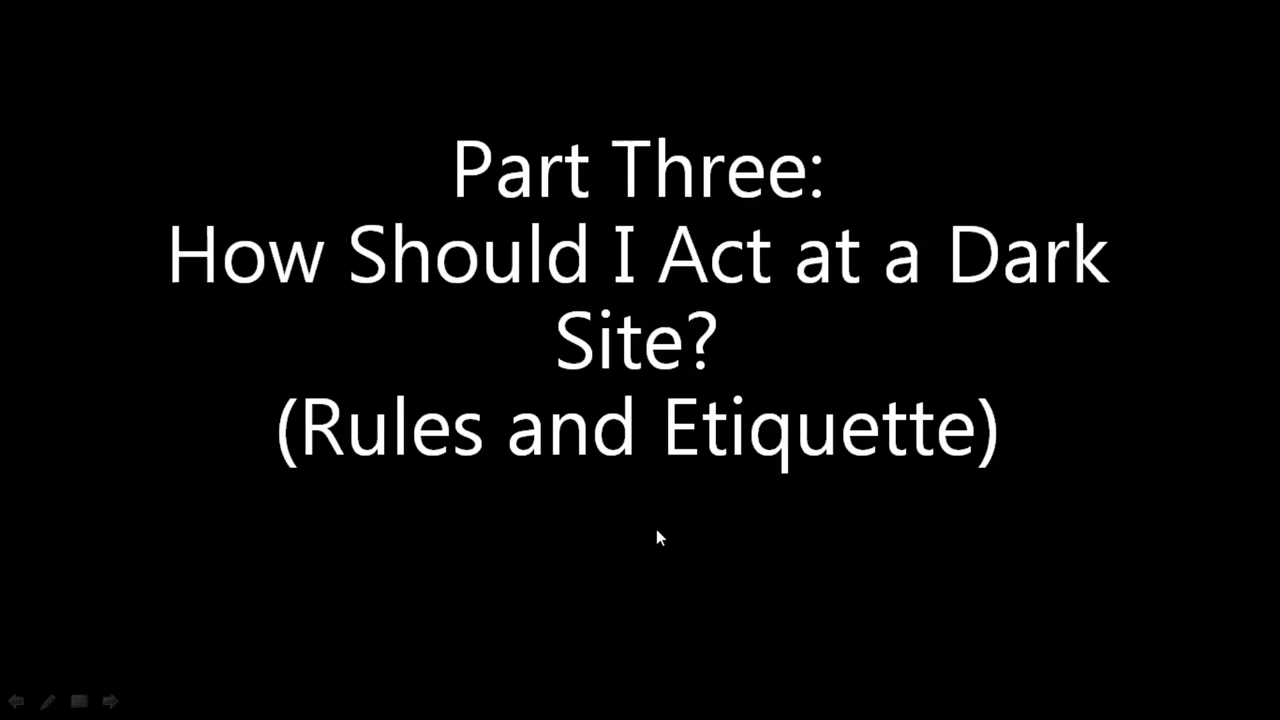 Part Three:
How Should I Act at a Dark
Site?
(Rules and Etiquette)